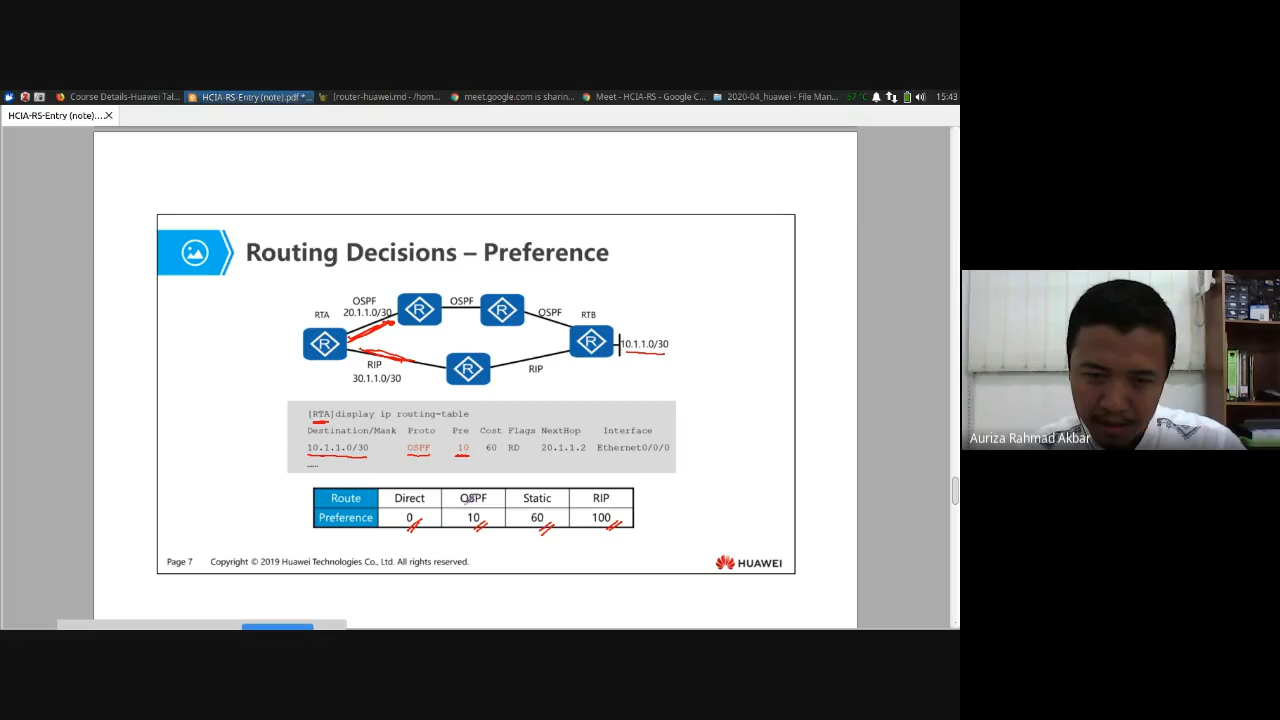 Course Details-Huawei Tal...
HCIA-RS-Entry (note).pdf *...
(router-huawei.md - /hom...
meet.google.com is sharin...
Meet - HCIA-RS - Google C...
2020-04_huawei - File Man...
67 °C
15:43
HCIA-RS-Entry (note)....
Routing Decisions – Preference
OSPF
20.1.1.0/30
OSPF
OSPF
RTA
RTB
R
R
R
R
R
10.1.1.0/30
RIP
30.1.1.0/30
RIP
[RTA]display ip routing-table
Destination/Mask Proto Pre Cost Flags NextHop Interface
10.1.1.0/30 OSPF 10 60 RD 20.1.1.2 Ethernet0/0/0
……
Route Direct OSPF Static RIP
Preference 0 10 60 100
Page 7 Copyright © 2019 Huawei Technologies Co., Ltd. All rights reserved.
HUAWEI
Auriza Rahmad Akbar